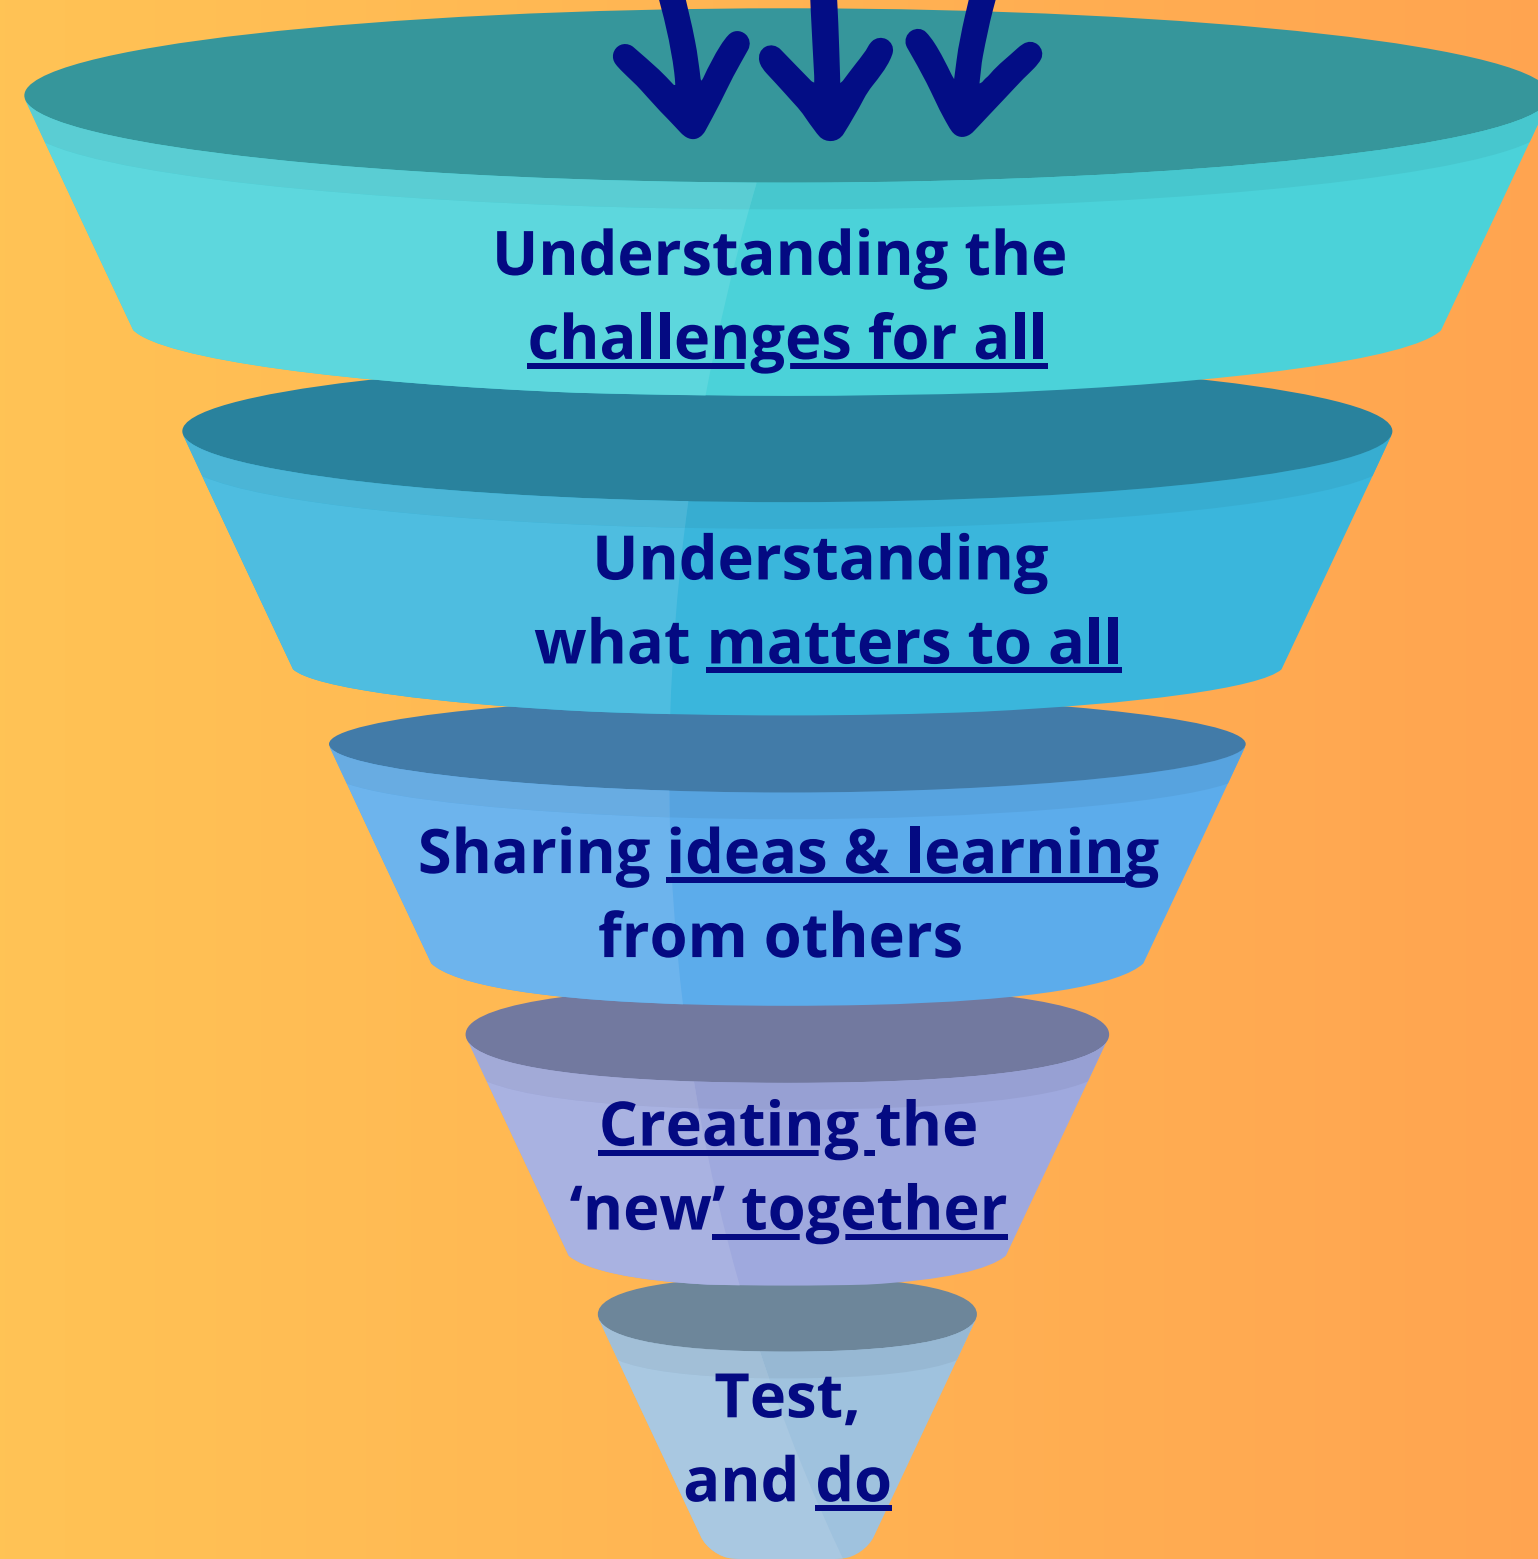 Understanding the
challenges for all
Understanding
what matters to all
Sharing ideas & learning
from others
Creating the
‘new’ together
Test,
and do